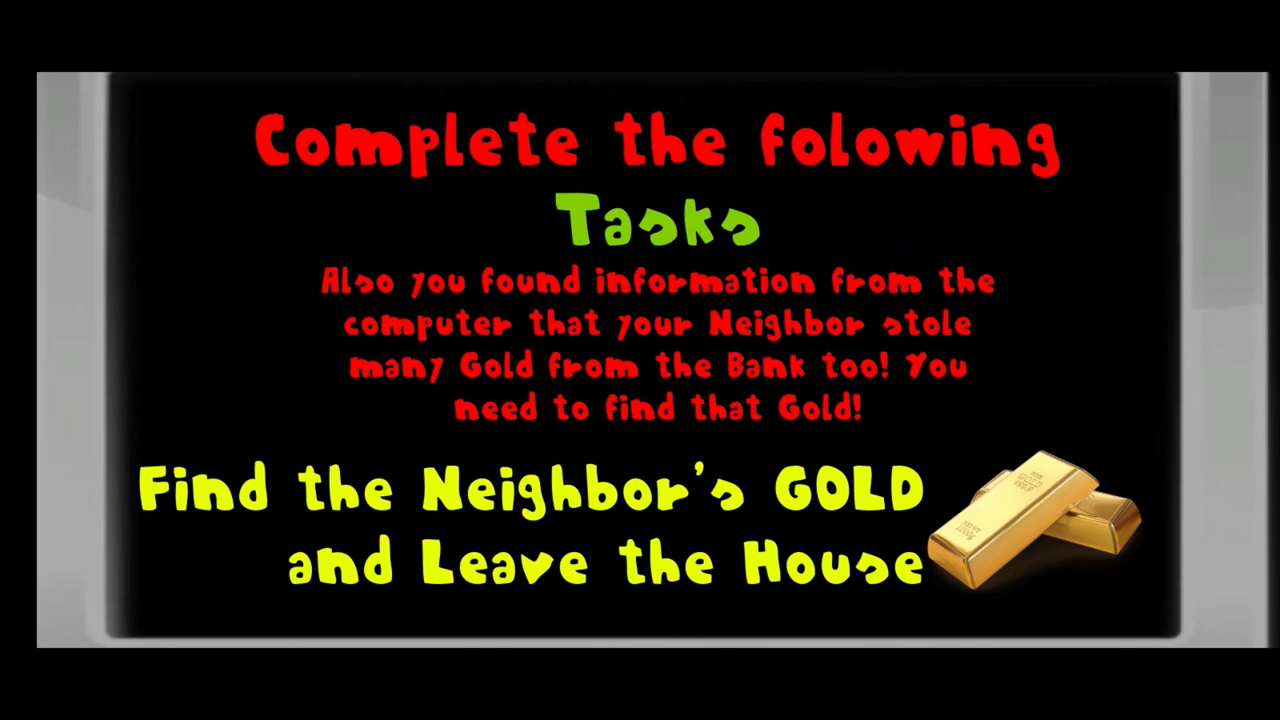 Complete the folowing
Tasks
Also you found information from the
computer that your Neighbor stole
many Gold from the Bank too! You
need to find that Gold!
Find the Neighbor's GOLD
and Leave the House
GOLD